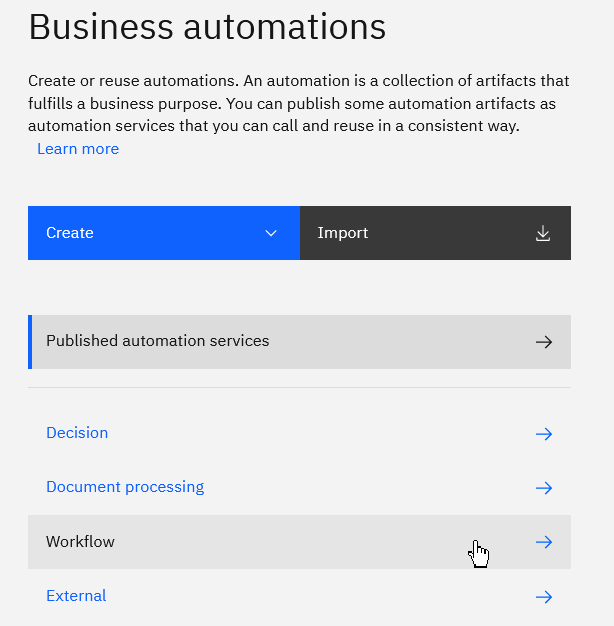 Business automations
Create or reuse automations. An automation is a collection of artifacts that
fulfills a business purpose. You can publish some automation artifacts as
automation services that you can call and reuse in a consistent way.
Learn more
Create
Import
Published automation services
Decision
Document processing
Workflow
External